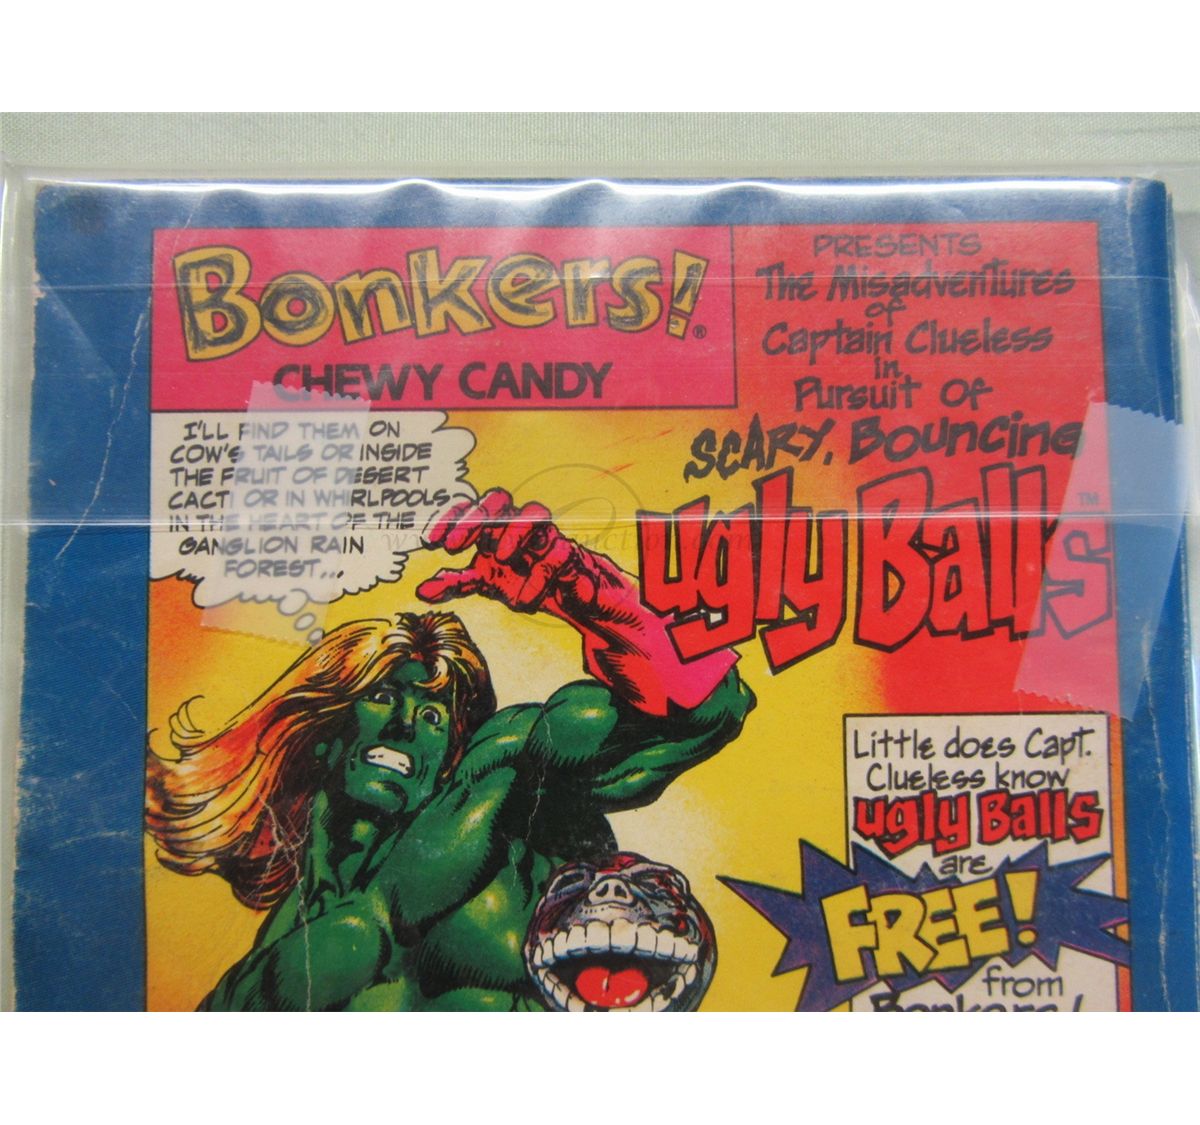 Bonkers!®
CHEWY CANDY
PRESENTS
The Misadventures
of
Captain Clueless
in
Pursuit Of
SCARY, Bouncing
ugly Balls™
I'LL FIND THEM ON
COW'S TAILS OR INSIDE
THE FRUIT OF DESERT
CACTI OR IN WHIRLPOOLS
IN THE HEART OF THE
GANGLION RAIN
FOREST...
Little does Capt.
Clueless know
ugly Balls
are
FREE!
from
Bonkers!